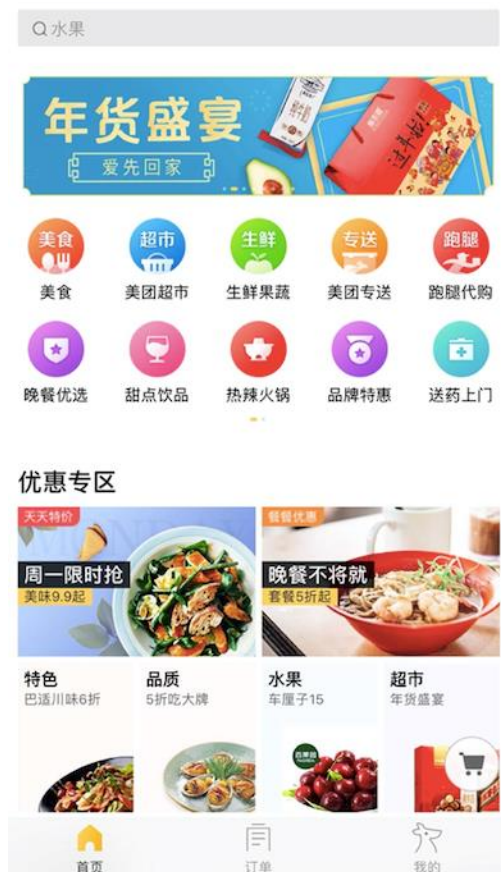 水果
年货盛宴
爱先回家
美食
超市
生鲜
专送
跑腿
美食
美团超市
生鲜果蔬
美团专送
跑腿代购
晚餐优选
甜点饮品
热辣火锅
品牌特惠
送药上门
优惠专区
天天特价
MONDAY
周一限时抢
美味9.9起
餐餐优惠
晚餐不将就
套餐5折起
特色
巴适川味6折
品质
5折吃大牌
水果
车厘子15
超市
年货盛宴
百果园
首页
订单
我的